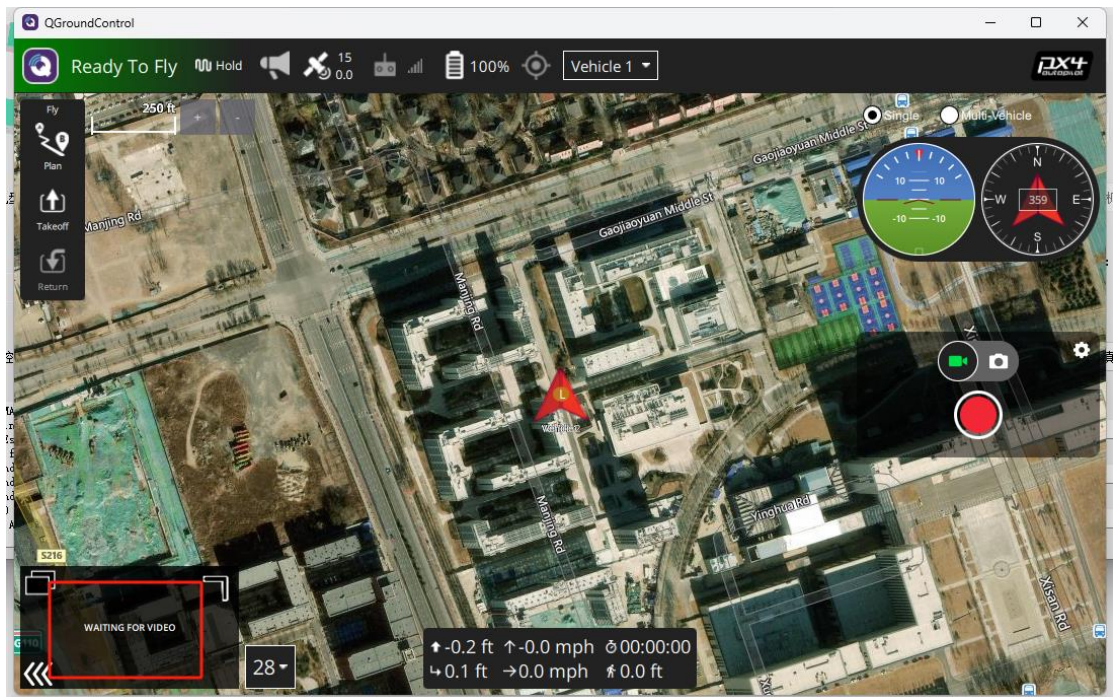 QGroundControl
Ready To Fly
Hold
15
0.0
100%
Vehicle 1
px4
autopilot
Fly
250 ft
+
-
Single
Multi-Vehicle
Plan
Takeoff
Return
Manjing Rd
Gaojiaoyuan Middle St
Gaojiaoyuan Middle St
10 10
-10 -10
N
W 359 E
S
Manjing Rd
L
Manjing Rd
Yinghua Rd
Xisan Rd
S216
G110
WAITING FOR VIDEO
28
-0.2 ft -0.0 mph 00:00:00
0.1 ft 0.0 mph 0.0 ft